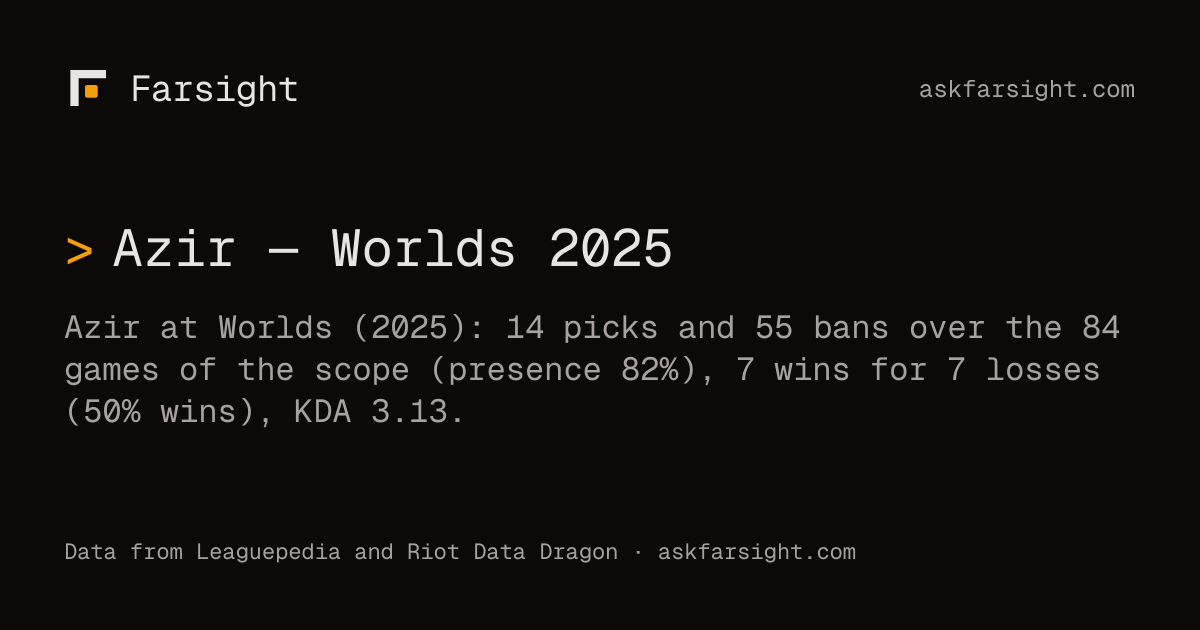 Farsight
askfarsight.com
> Azir — Worlds 2025
Azir at Worlds (2025): 14 picks and 55 bans over the 84
games of the scope (presence 82%), 7 wins for 7 losses
(50% wins), KDA 3.13.
Data from Leaguepedia and Riot Data Dragon · askfarsight.com